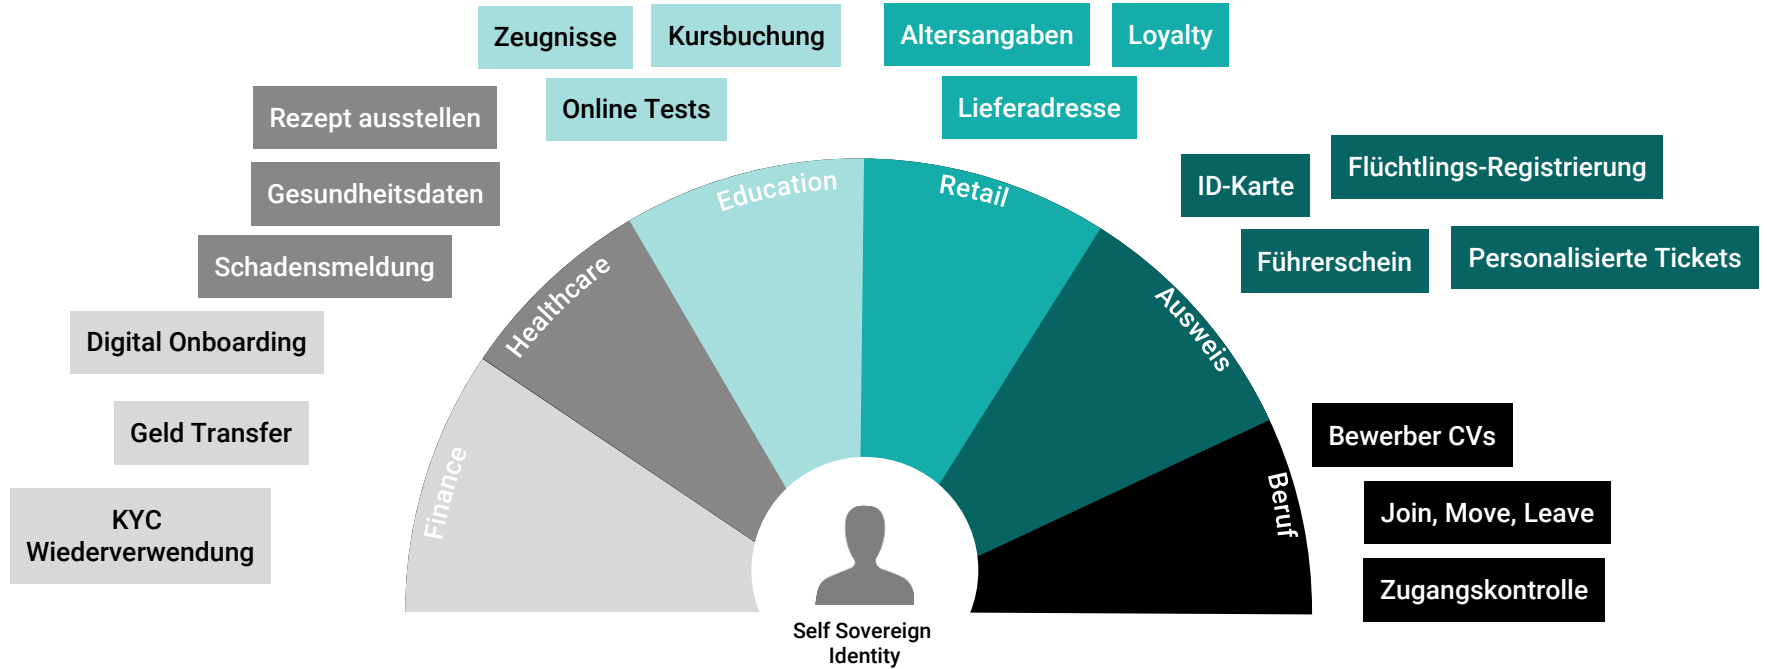 Zeugnisse
Kursbuchung
Online Tests
Altersangaben
Loyalty
Lieferadresse
Rezept ausstellen
Gesundheitsdaten
Schadensmeldung
ID-Karte
Flüchtlings-Registrierung
Führerschein
Personalisierte Tickets
Digital Onboarding
Geld Transfer
KYC
Wiederverwendung
Finance
Healthcare
Education
Retail
Ausweis
Beruf
Bewerber CVs
Join, Move, Leave
Zugangskontrolle
Self Sovereign
Identity